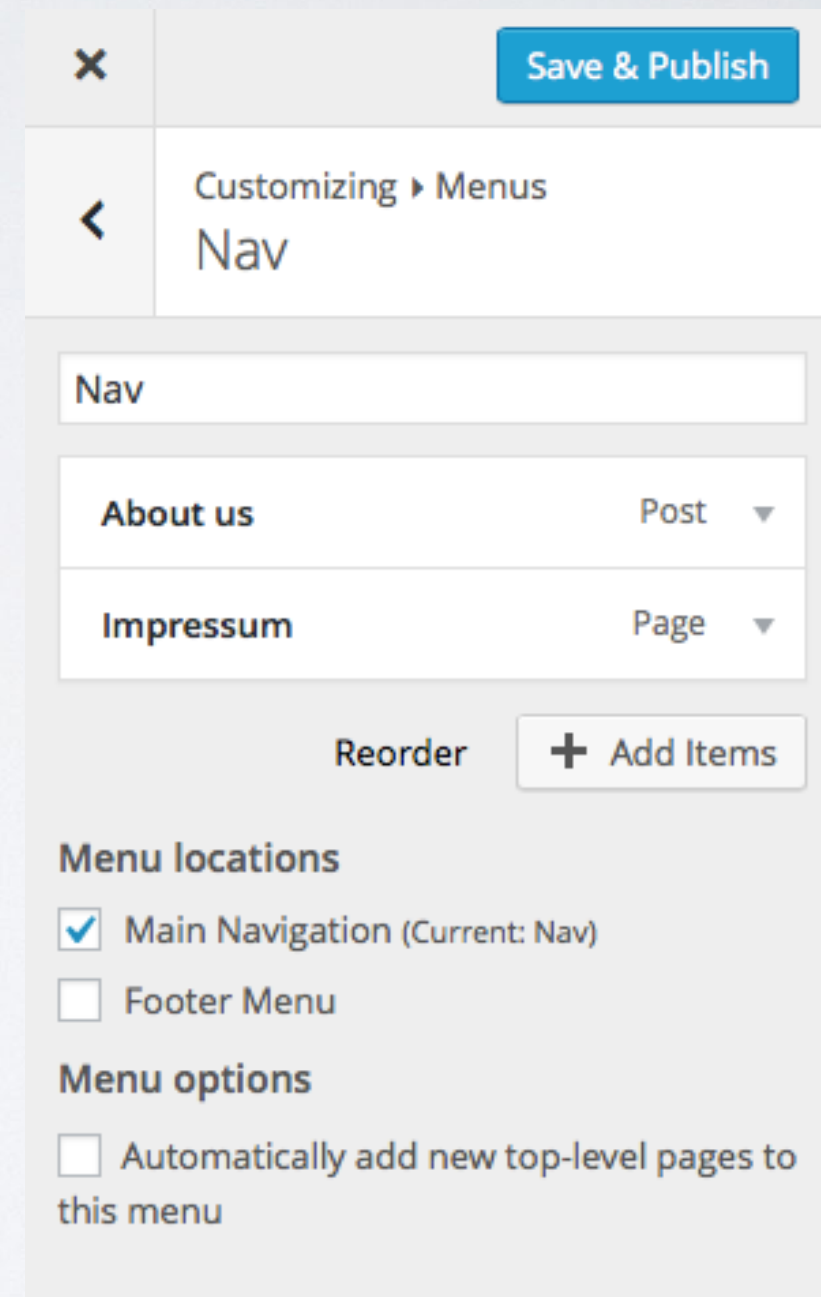 Save & Publish
Customizing ▸ Menus
Nav
Nav
About us Post
Impressum Page
Reorder Add Items
Menu locations
Main Navigation (Current: Nav)
Footer Menu
Menu options
Automatically add new top-level pages to
this menu